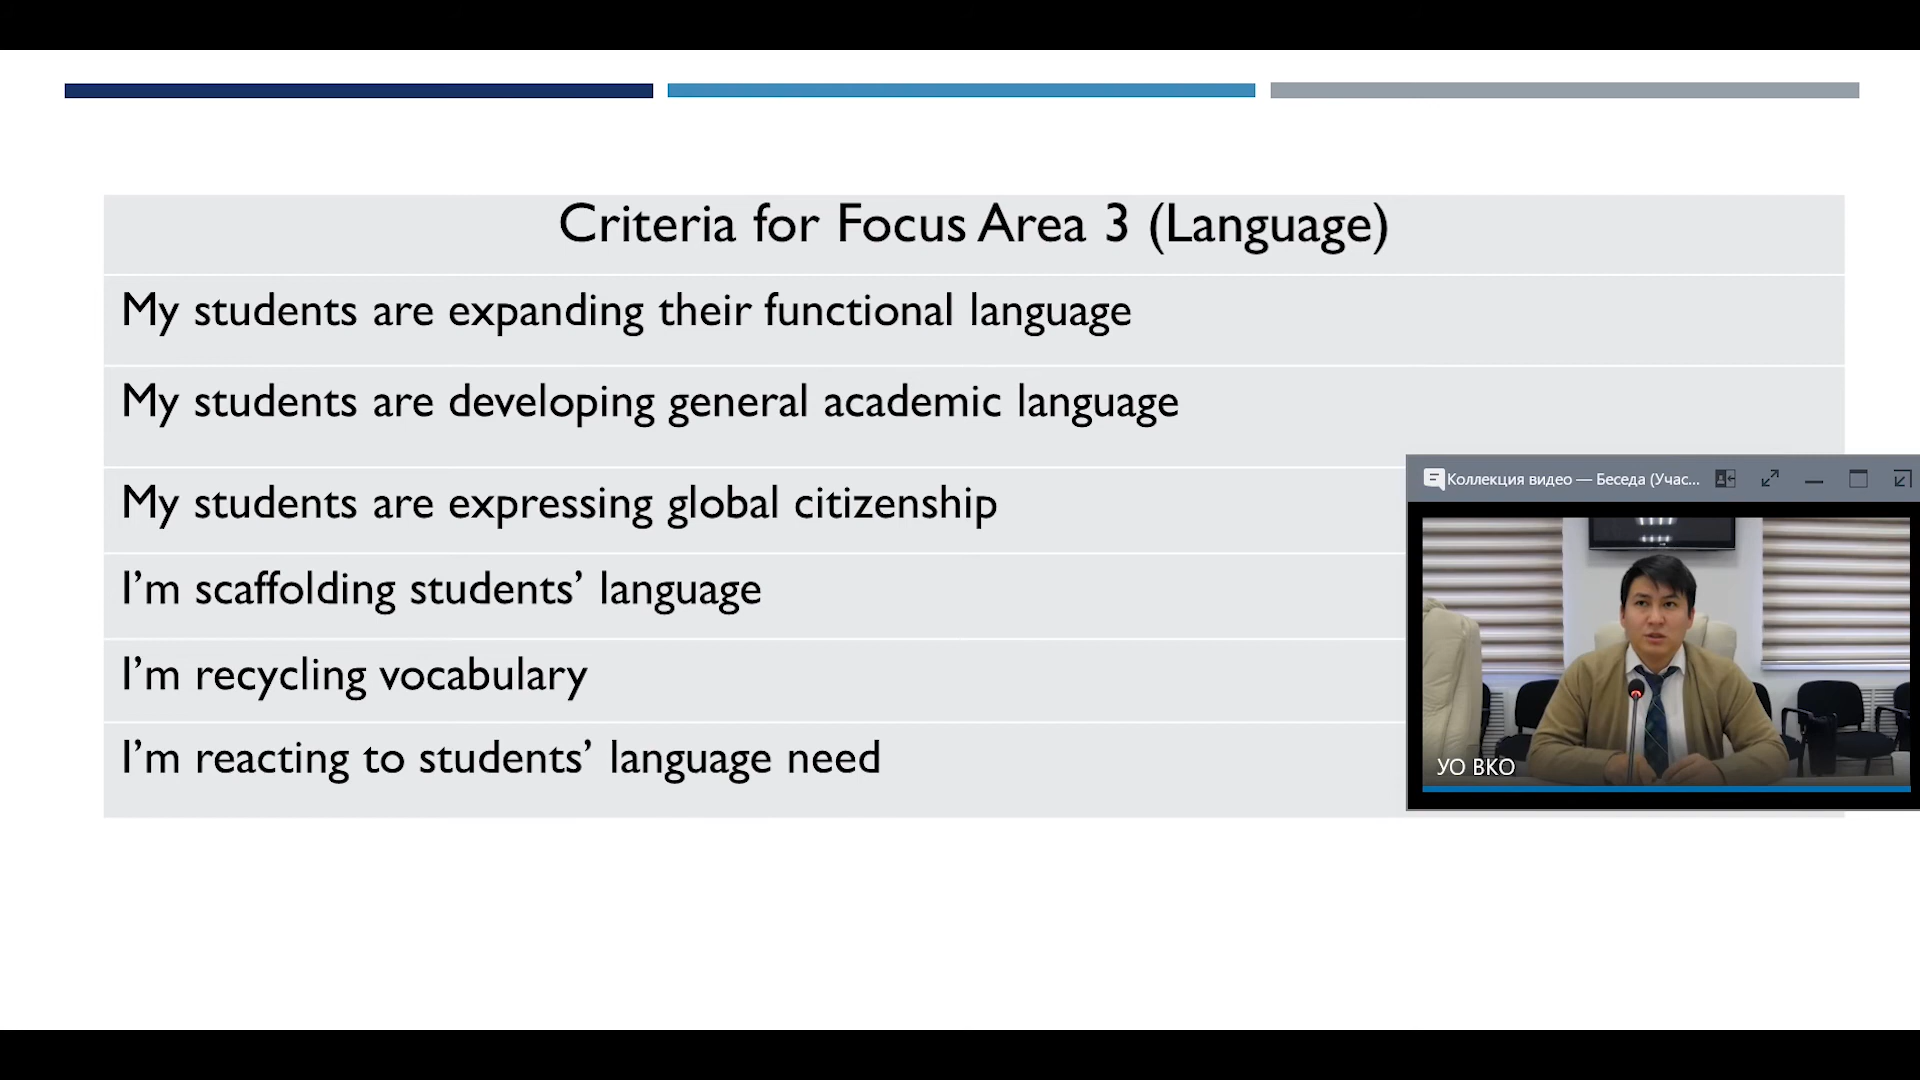 Criteria for Focus Area 3 (Language)
My students are expanding their functional language
My students are developing general academic language
My students are expressing global citizenship
I’m scaffolding students’ language
I’m recycling vocabulary
I’m reacting to students’ language need
Коллекция видео — Беседа (Учас...
УО ВКО